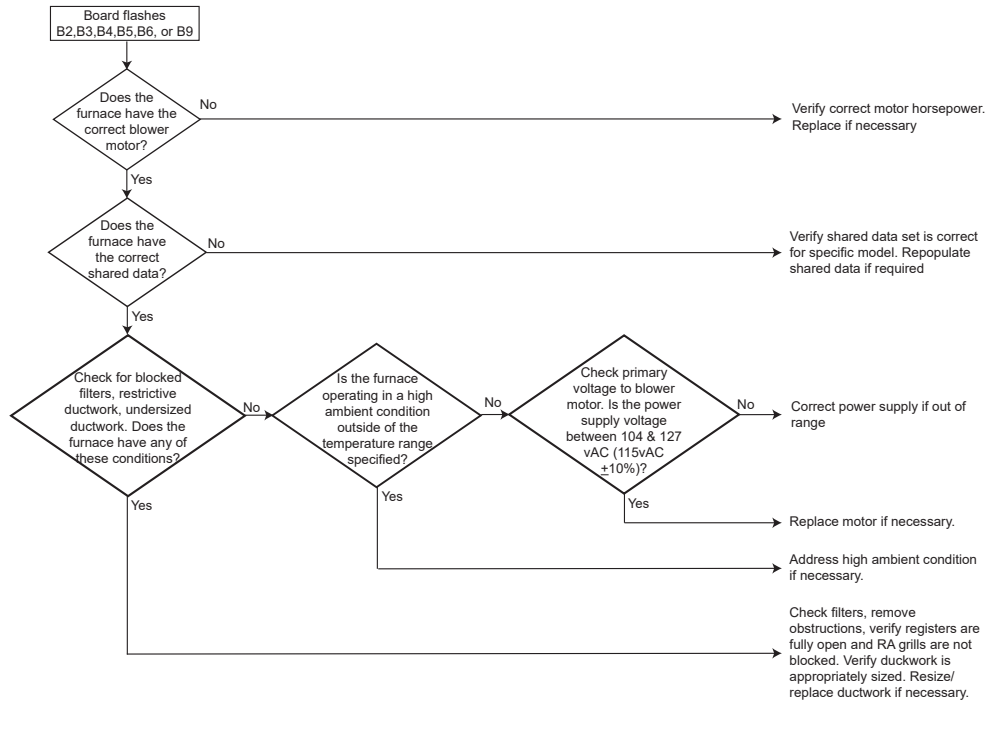 Board flashes
B2,B3,B4,B5,B6, or B9
Does the
furnace have the
correct blower
motor?
No
Verify correct motor horsepower.
Replace if necessary
Yes
Does the
furnace have
the correct
shared data?
No
Verify shared data set is correct
for specific model. Repopulate
shared data if required
Yes
Check for blocked
filters, restrictive
ductwork, undersized
ductwork. Does the
furnace have any of
these conditions?
No
Is the furnace
operating in a high
ambient condition
outside of the
temperature range
specified?
No
Check primary
voltage to blower
motor. Is the power
supply voltage
between 104 & 127
vAC (115vAC
±10%)?
No
Correct power supply if out of
range
Yes
Replace motor if necessary.
Yes
Address high ambient condition
if necessary.
Yes
Check filters, remove
obstructions, verify registers are
fully open and RA grills are not
blocked. Verify duckwork is
appropriately sized. Resize/
replace ductwork if necessary.